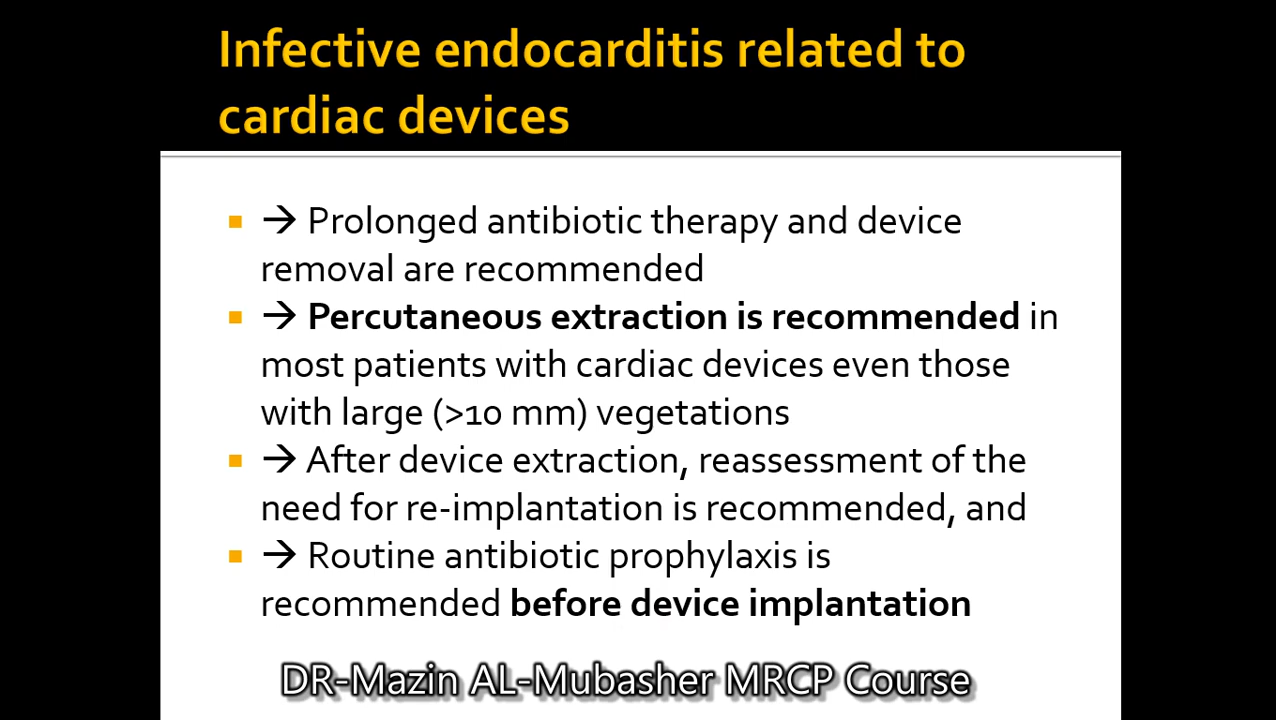 Infective endocarditis related to
cardiac devices
■ → Prolonged antibiotic therapy and device
removal are recommended
■ → Percutaneous extraction is recommended in
most patients with cardiac devices even those
with large (>10 mm) vegetations
■ → After device extraction, reassessment of the
need for re-implantation is recommended, and
■ → Routine antibiotic prophylaxis is
recommended before device implantation
DR-Mazin AL-Mubasher MRCP Course